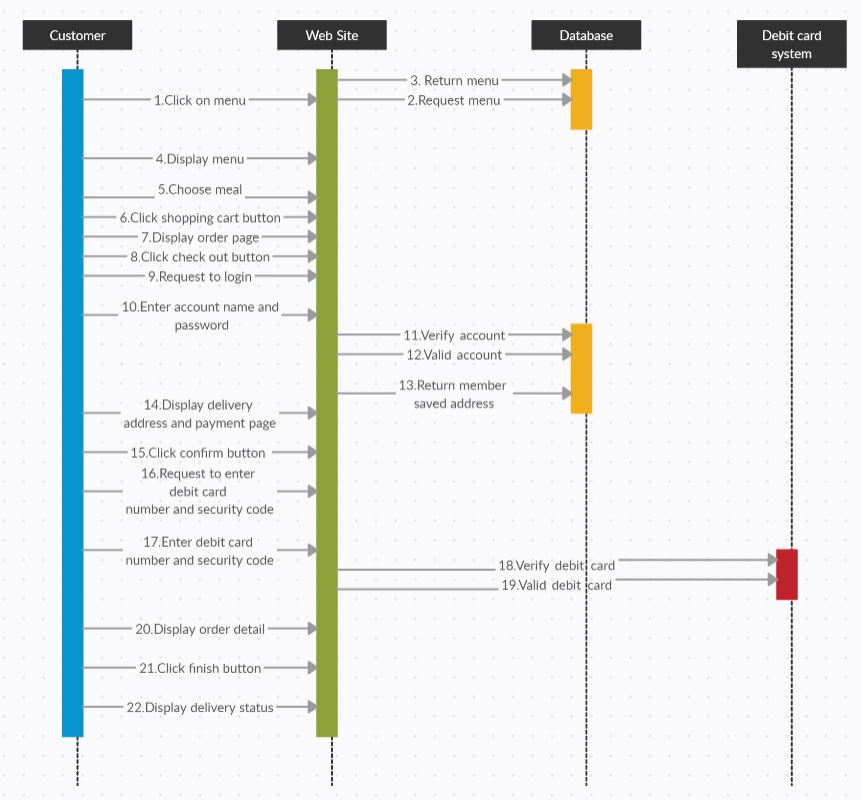 Customer
Web Site
Database
Debit card
system
3. Return menu
1.Click on menu
2.Request menu
4.Display menu
5.Choose meal
6.Click shopping cart button
7.Display order page
8.Click check out button
9.Request to login
10.Enter account name and
password
11.Verify account
12.Valid account
13.Return member
saved address
14.Display delivery
address and payment page
15.Click confirm button
16.Request to enter
debit card
number and security code
17.Enter debit card
number and security code
18.Verify debit card
19.Valid debit card
20.Display order detail
21.Click finish button
22.Display delivery status